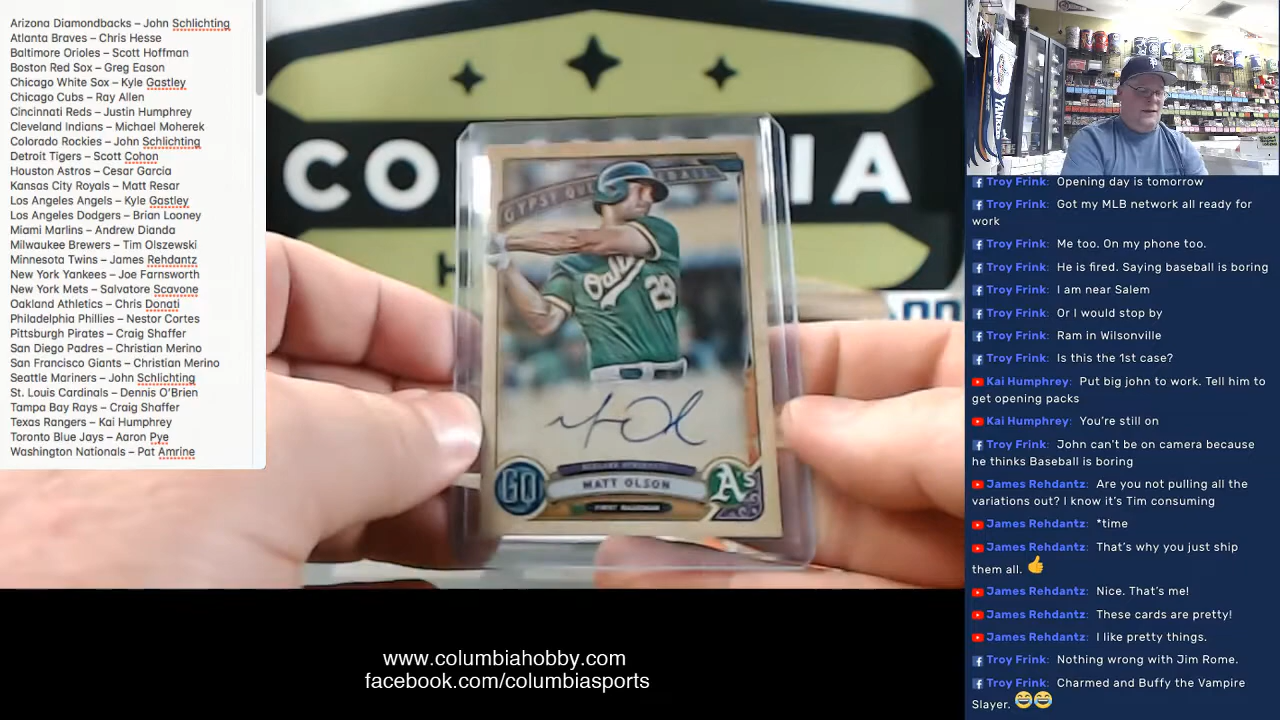 Arizona Diamondbacks – John Schlichting
Atlanta Braves – Chris Hesse
Baltimore Orioles – Scott Hoffman
Boston Red Sox – Greg Eason
Chicago White Sox – Kyle Gastley
Chicago Cubs – Ray Allen
Cincinnati Reds – Justin Humphrey
Cleveland Indians – Michael Moherek
Colorado Rockies – John Schlichting
Detroit Tigers – Scott Cohon
Houston Astros – Cesar Garcia
Kansas City Royals – Matt Resar
Los Angeles Angels – Kyle Gastley
Los Angeles Dodgers – Brian Looney
Miami Marlins – Andrew Dianda
Milwaukee Brewers – Tim Olszewski
Minnesota Twins – James Rehdantz
New York Yankees – Joe Farnsworth
New York Mets – Salvatore Scavone
Oakland Athletics – Chris Donati
Philadelphia Phillies – Nestor Cortes
Pittsburgh Pirates – Craig Shaffer
San Diego Padres – Christian Merino
San Francisco Giants – Christian Merino
Seattle Mariners – John Schlichting
St. Louis Cardinals – Dennis O'Brien
Tampa Bay Rays – Craig Shaffer
Texas Rangers – Kai Humphrey
Toronto Blue Jays – Aaron Pye
Washington Nationals – Pat Amrine
GQ
MATT OLSON
A's
www.columbiahobby.com
facebook.com/columbiasports
Troy Frink: Opening day is tomorrow
Troy Frink: Got my MLB network all ready for
work
Troy Frink: Me too. On my phone too.
Troy Frink: He is fired. Saying baseball is boring
Troy Frink: I am near Salem
Troy Frink: Or I would stop by
Troy Frink: Ram in Wilsonville
Troy Frink: Is this the 1st case?
Kai Humphrey: Put big john to work. Tell him to
get opening packs
Kai Humphrey: You're still on
Troy Frink: John can't be on camera because
he thinks Baseball is boring
James Rehdantz: Are you not pulling all the
variations out? I know it's Tim consuming
James Rehdantz: *time
James Rehdantz: That's why you just ship
them all. 👍
James Rehdantz: Nice. That's me!
James Rehdantz: These cards are pretty!
James Rehdantz: I like pretty things.
Troy Frink: Nothing wrong with Jim Rome.
Troy Frink: Charmed and Buffy the Vampire
Slayer. 😂😂